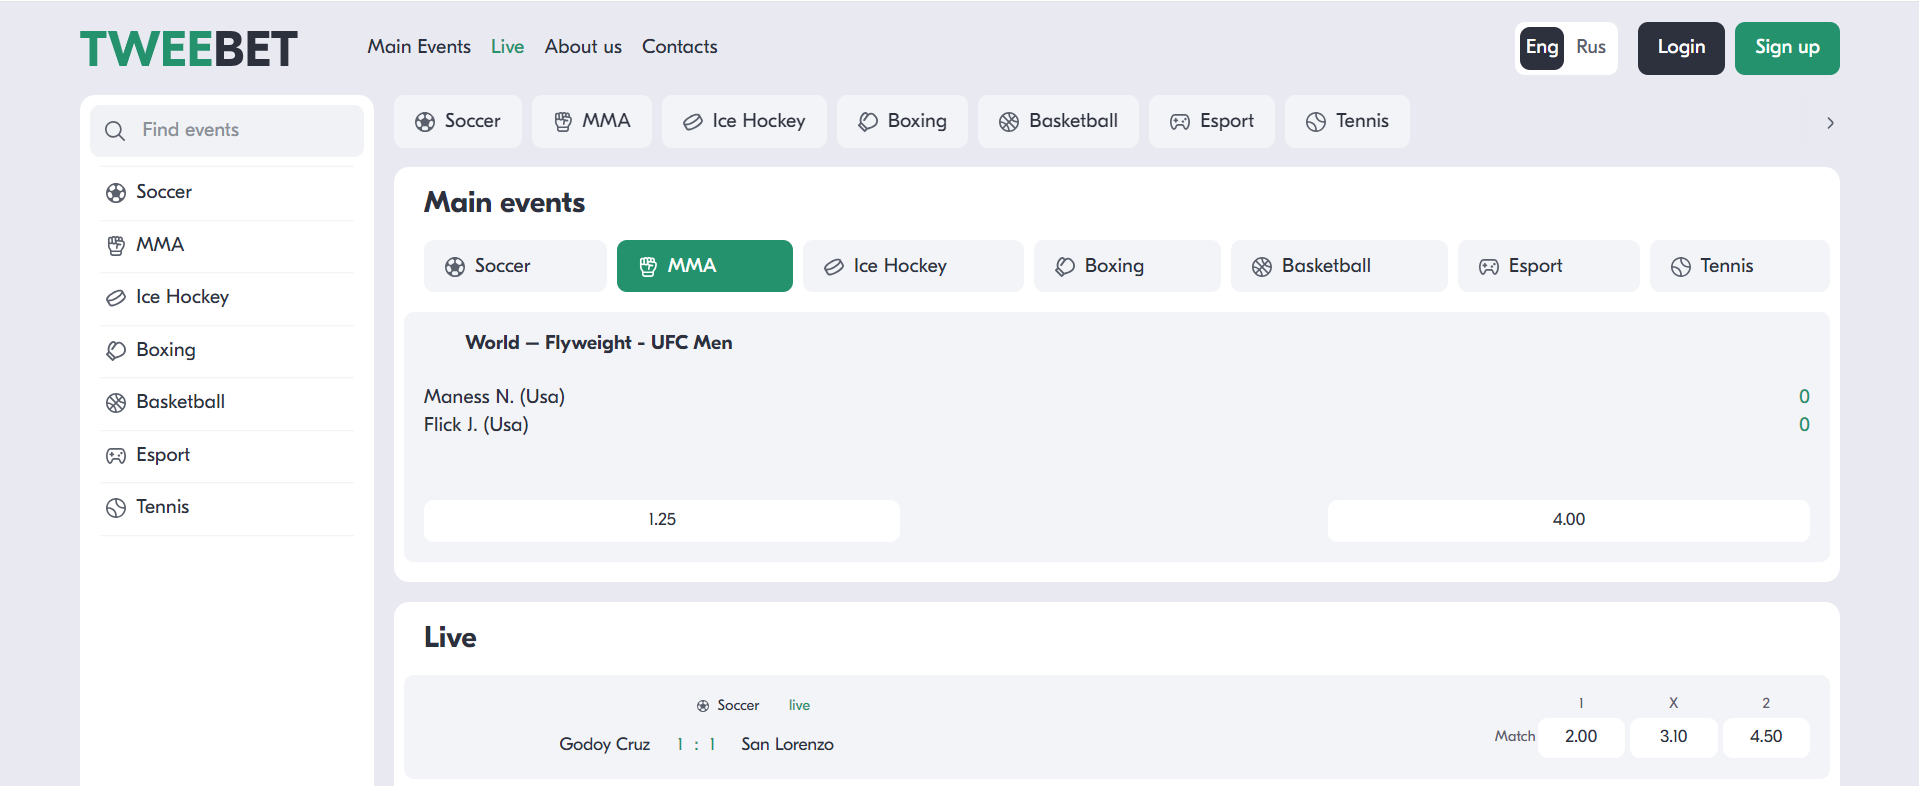 TWEEBET
Main Events Live About us Contacts
Eng Rus Login Sign up
Find events
Soccer
MMA
Ice Hockey
Boxing
Basketball
Esport
Tennis
Soccer MMA Ice Hockey Boxing Basketball Esport Tennis
Main events
Soccer MMA Ice Hockey Boxing Basketball Esport Tennis
World – Flyweight - UFC Men
Maness N. (Usa) 0
Flick J. (Usa) 0
1.25 4.00
Live
Soccer live
Godoy Cruz 1 : 1 San Lorenzo
1 X 2
Match 2.00 3.10 4.50